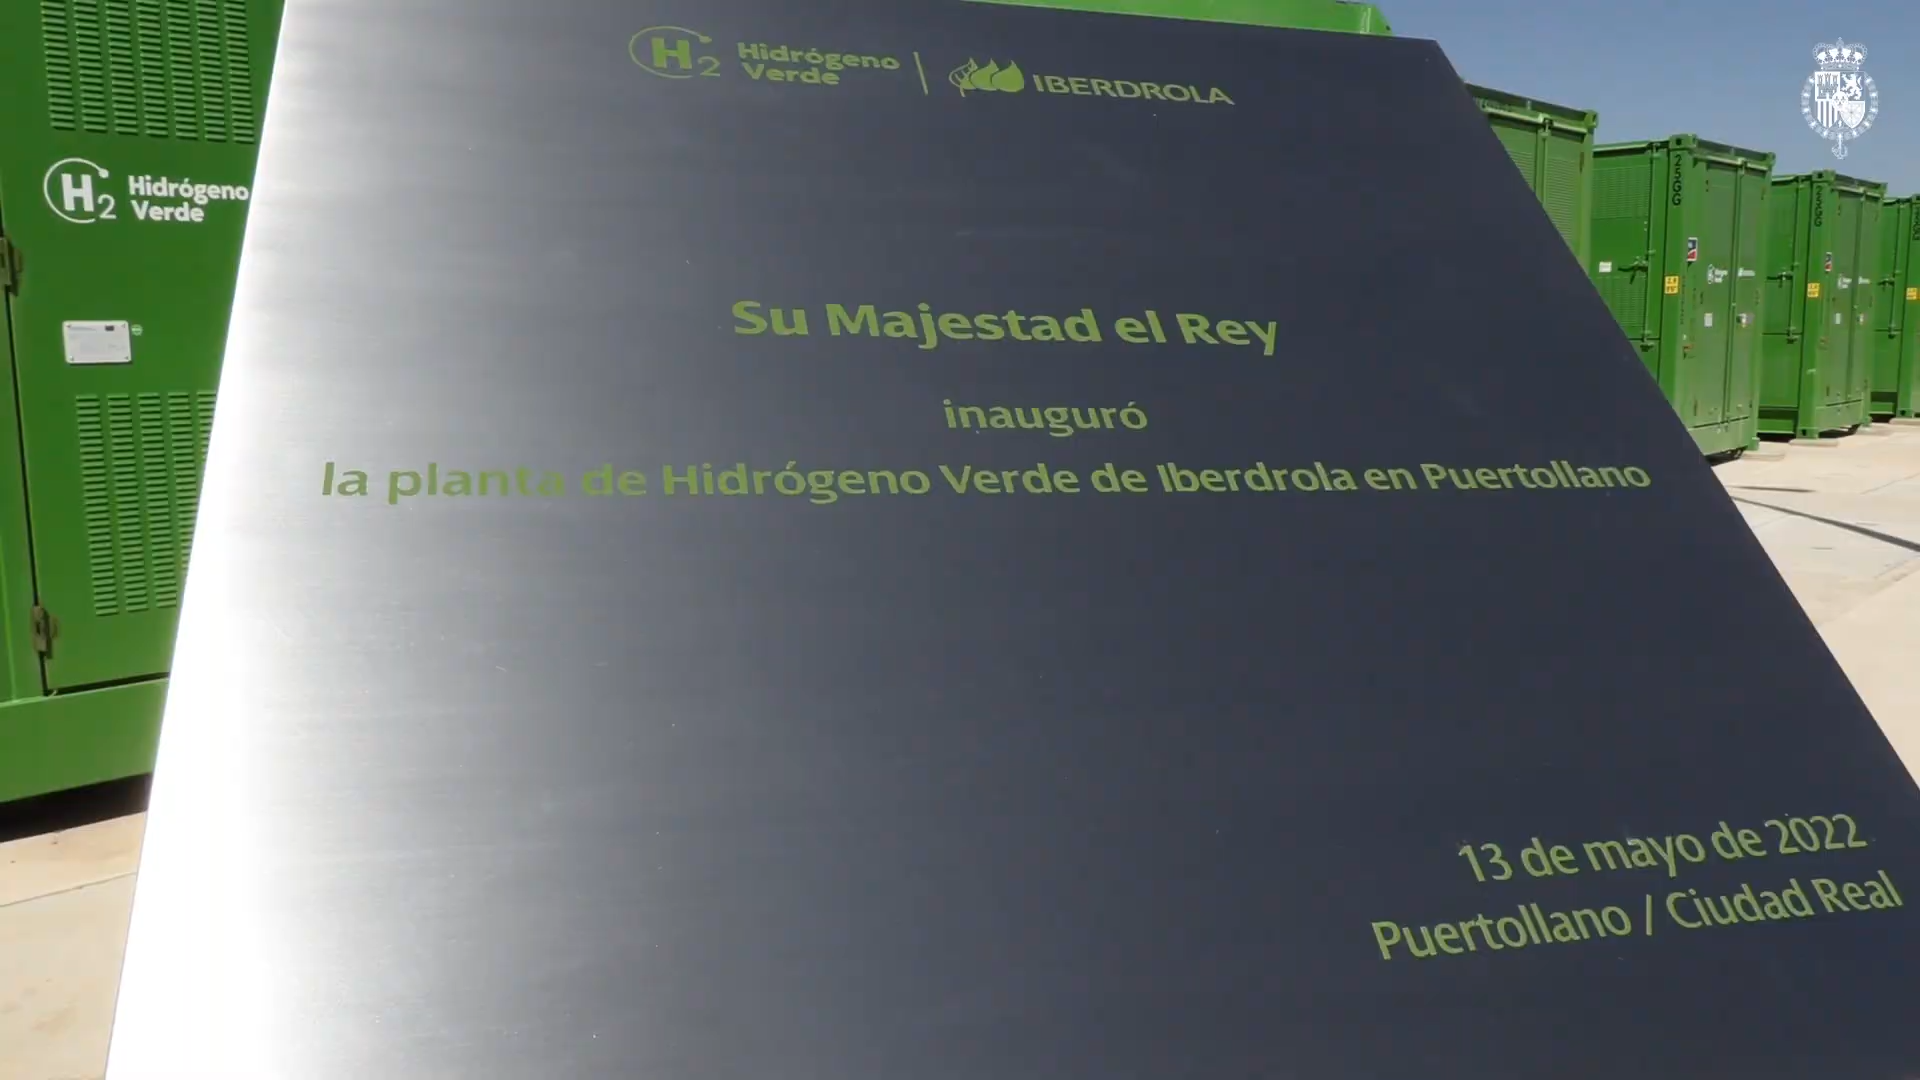 H2 Hidrógeno
Verde
IBERDROLA
H2 Hidrógeno
Verde
Su Majestad el Rey
inauguró
la planta de Hidrógeno Verde de Iberdrola en Puertollano
13 de mayo de 2022
Puertollano / Ciudad Real